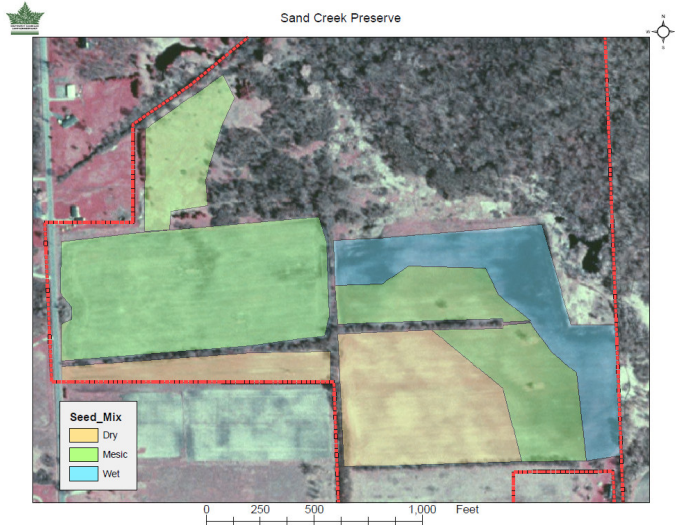 Sand Creek Preserve
N
S
Seed_Mix
Dry
Mesic
Wet
0 250 500 1,000 Feet